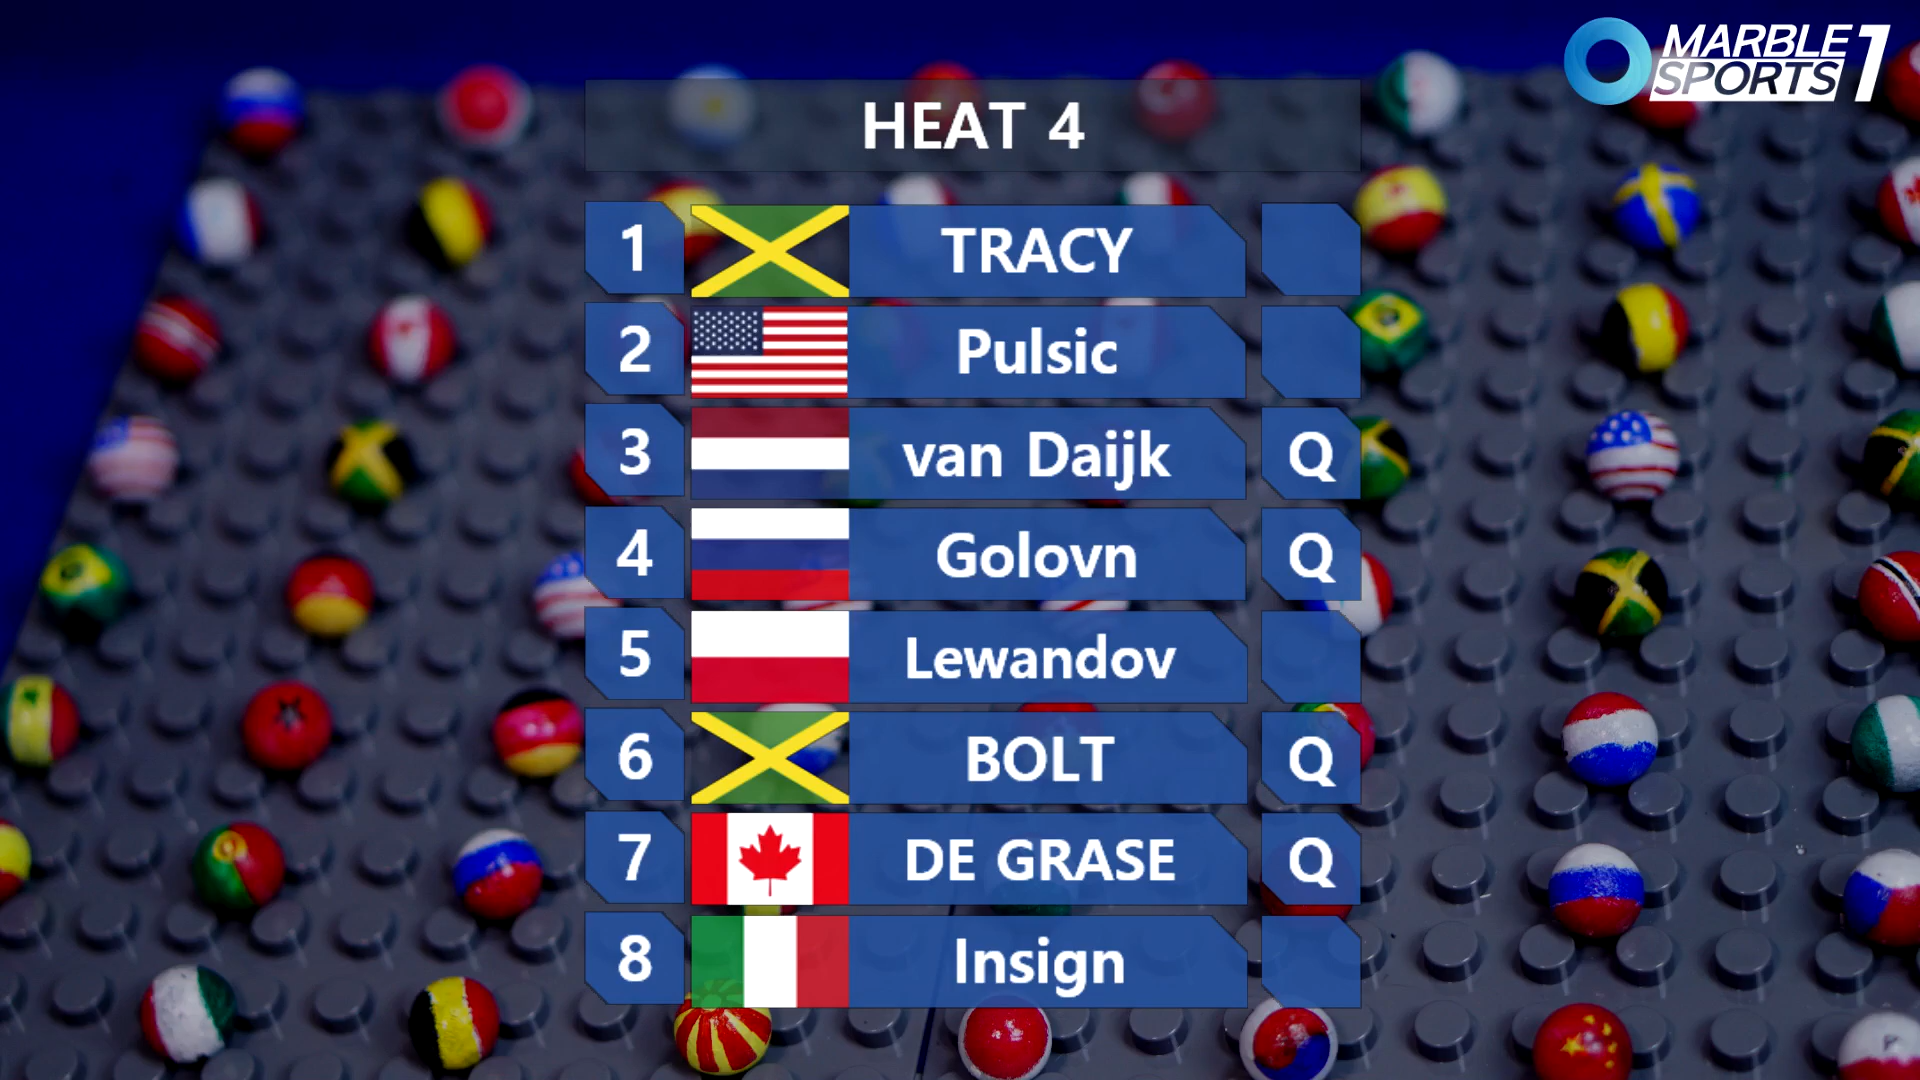 MARBLE
SPORTS 1
HEAT 4
1 TRACY
2 Pulsic
3 van Daijk Q
4 Golovn Q
5 Lewandov
6 BOLT Q
7 DE GRASE Q
8 Insign